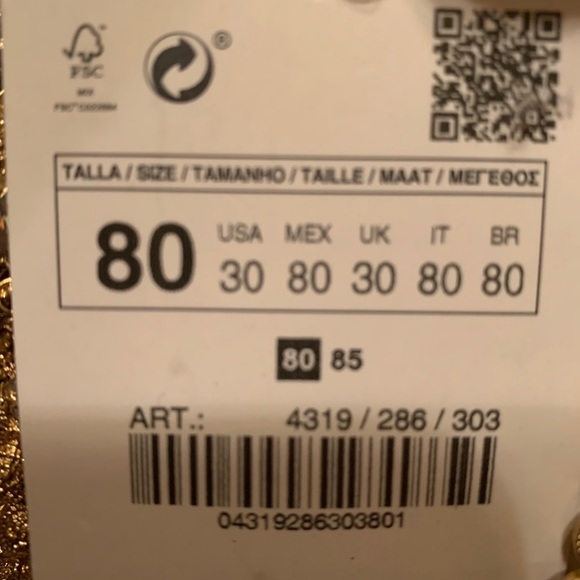 ®
FSC
MIX
TALLA / SIZE / TAMANHO / TAILLE / MAAT / ΜΕΓΕΘΟΣ
80
USA MEX UK IT BR
30 80 30 80 80
80 85
ART.: 4319 / 286 / 303
04319286303801